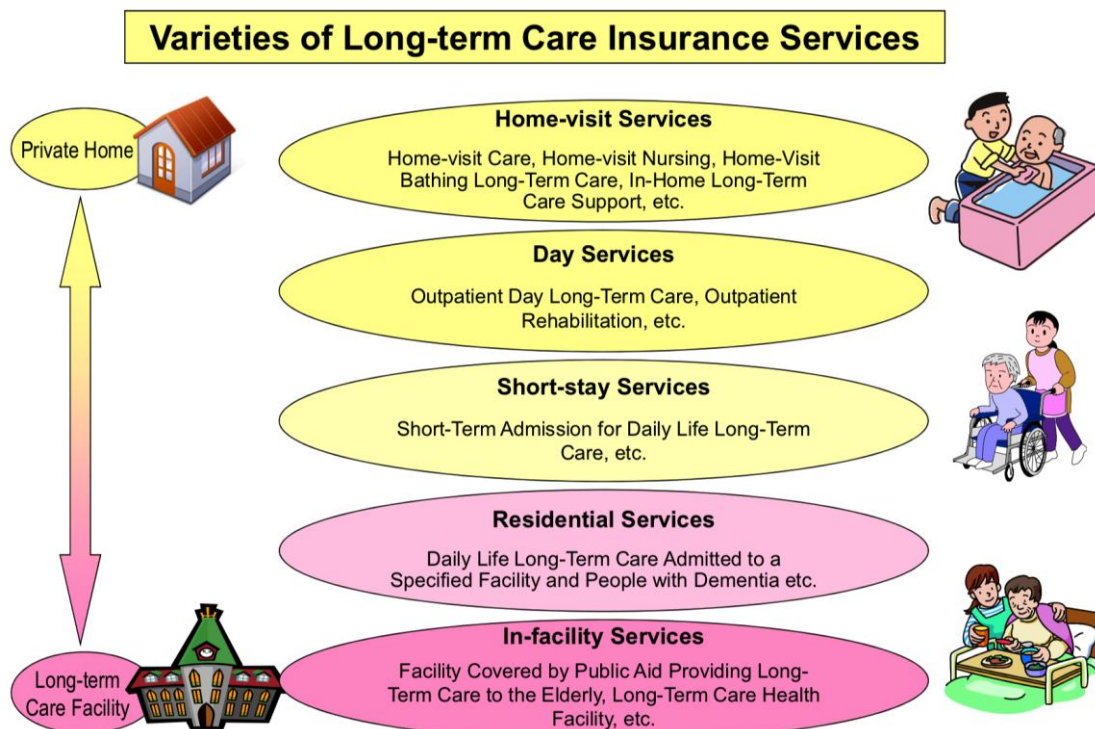 Varieties of Long-term Care Insurance Services
Private Home
Home-visit Services
Home-visit Care, Home-visit Nursing, Home-Visit
Bathing Long-Term Care, In-Home Long-Term
Care Support, etc.
Day Services
Outpatient Day Long-Term Care, Outpatient
Rehabilitation, etc.
Short-stay Services
Short-Term Admission for Daily Life Long-Term
Care, etc.
Residential Services
Daily Life Long-Term Care Admitted to a
Specified Facility and People with Dementia etc.
Long-term
Care Facility
In-facility Services
Facility Covered by Public Aid Providing Long-
Term Care to the Elderly, Long-Term Care Health
Facility, etc.